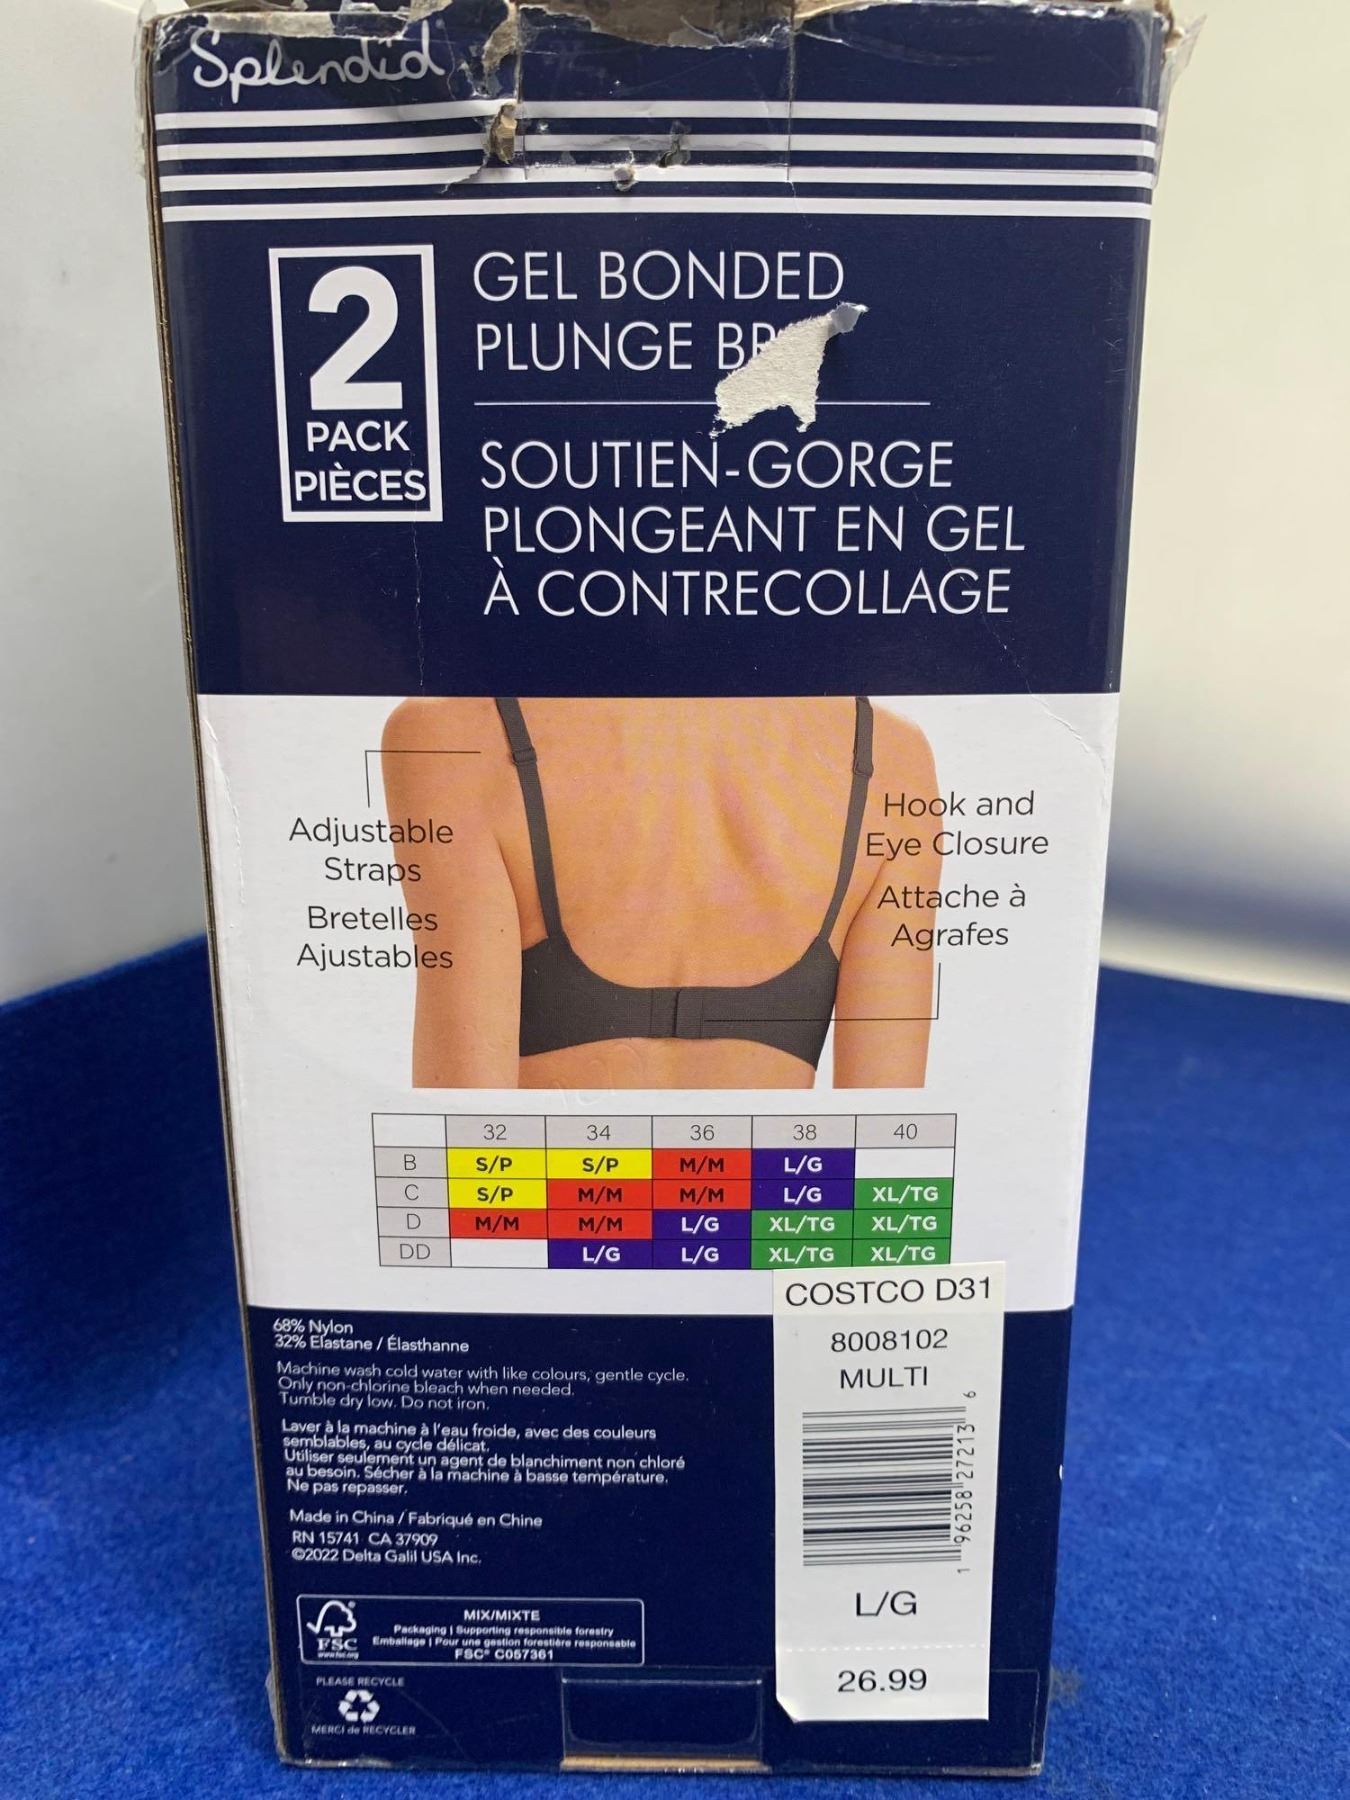 Splendid
2
PACK
PIÈCES
GEL BONDED
PLUNGE
SOUTIEN-GORGE
PLONGEANT EN GEL
À CONTRECOLLAGE
Adjustable
Straps
Bretelles
Ajustables
Hook and
Eye Closure
Attache à
Agrafes
32 34 36 38 40
B S/P S/P M/M L/G
C S/P M/M M/M L/G XL/TG
D M/M M/M L/G XL/TG XL/TG
DD L/G L/G XL/TG XL/TG
68% Nylon
32% Elastane / Élasthanne
Machine wash cold water with like colours, gentle cycle.
Only non-chlorine bleach when needed.
Tumble dry low. Do not iron.
Laver à la machine à l'eau froide, avec des couleurs
semblables, au cycle délicat.
Utiliser seulement un agent de blanchiment non chloré
au besoin. Sécher à la machine à basse température.
Ne pas repasser.
Made in China / Fabriqué en Chine
RN 15741 CA 37909
©2022 Delta Galil USA Inc.
FSC
www.fsc.org
MIX/MIXTE
Packaging | Supporting responsible forestry
Emballage | Pour une gestion forestière responsable
FSC® C057361
PLEASE RECYCLE
MERCI de RECYCLER
COSTCO D31
8008102
MULTI
1 96258 27213 6
L/G
26.99